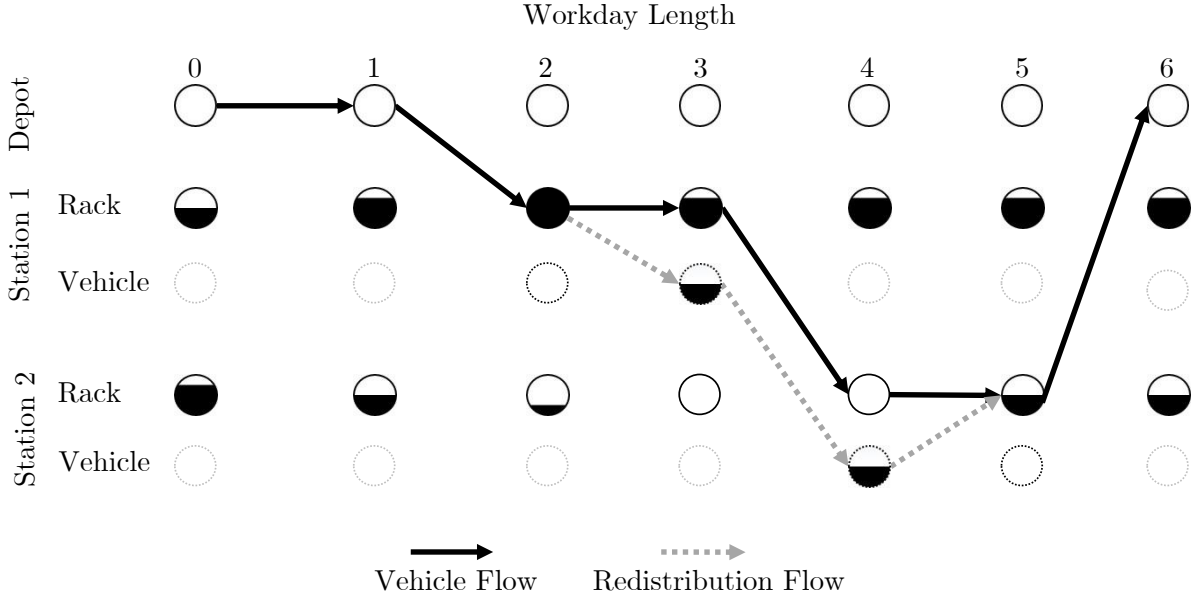 Workday Length
0 1 2 3 4 5 6
Depot
Station 1
Rack
Vehicle
Station 2
Rack
Vehicle
Vehicle Flow
Redistribution Flow